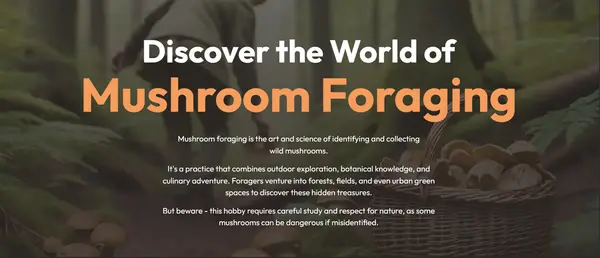 Discover the World of
Mushroom Foraging
Mushroom foraging is the art and science of identifying and collecting
wild mushrooms.
It's a practice that combines outdoor exploration, botanical knowledge, and
culinary adventure. Foragers venture into forests, fields, and even urban green
spaces to discover these hidden treasures.
But beware - this hobby requires careful study and respect for nature, as some
mushrooms can be dangerous if misidentified.